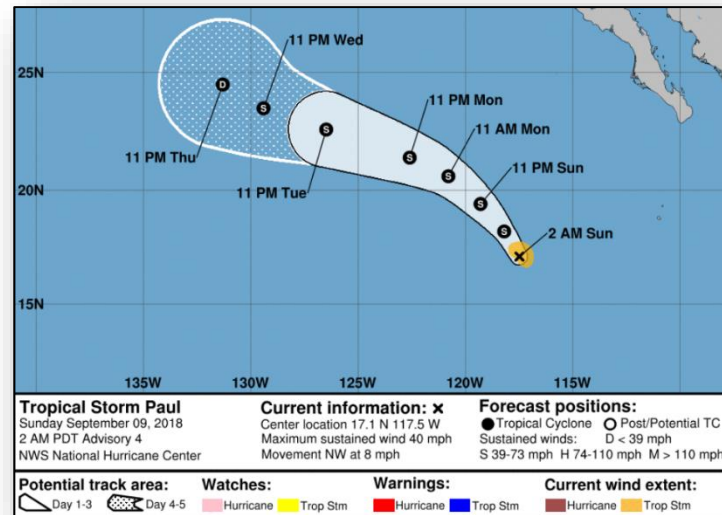 11 PM Wed
25N
D
S
11 PM Mon
S
S
11 AM Mon
11 PM Thu
S
11 PM Sun
20N
11 PM Tue
S
S
2 AM Sun
15N
135W 130W 125W 120W 115W
Tropical Storm Paul
Sunday September 09, 2018
2 AM PDT Advisory 4
NWS National Hurricane Center
Current information: ×
Center location 17.1 N 117.5 W
Maximum sustained wind 40 mph
Movement NW at 8 mph
Forecast positions:
● Tropical Cyclone ○ Post/Potential TC
Sustained winds: D < 39 mph
S 39-73 mph H 74-110 mph M > 110 mph
Potential track area:
Day 1-3 Day 4-5
Watches:
Hurricane Trop Stm
Warnings:
Hurricane Trop Stm
Current wind extent:
Hurricane Trop Stm